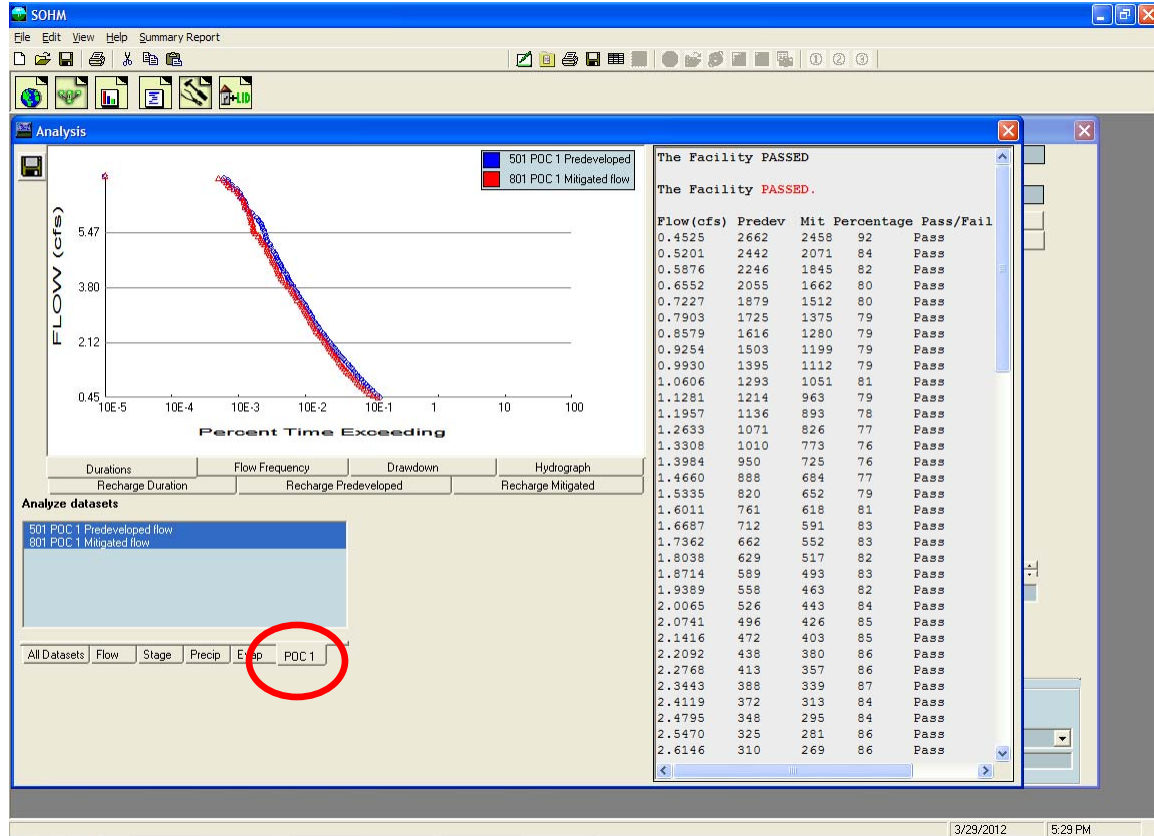 SOHM
File Edit View Help Summary Report
+LID
Analysis
501 POC 1 Predeveloped
801 POC 1 Mitigated flow
FLOW (cfs)
5.47
3.80
2.12
0.45
10E-5 10E-4 10E-3 10E-2 10E-1 1 10 100
Percent Time Exceeding
Durations Flow Frequency Drawdown Hydrograph
Recharge Duration Recharge Predeveloped Recharge Mitigated
Analyze datasets
501 POC 1 Predeveloped flow
801 POC 1 Mitigated flow
All Datasets Flow Stage Precip Evap POC 1
The Facility PASSED
The Facility PASSED.
Flow(cfs) Predev Mit Percentage Pass/Fail
0.4525 2662 2458 92 Pass
0.5201 2442 2071 84 Pass
0.5876 2246 1845 82 Pass
0.6552 2055 1662 80 Pass
0.7227 1879 1512 80 Pass
0.7903 1725 1375 79 Pass
0.8579 1616 1280 79 Pass
0.9254 1503 1199 79 Pass
0.9930 1395 1112 79 Pass
1.0606 1293 1051 81 Pass
1.1281 1214 963 79 Pass
1.1957 1136 893 78 Pass
1.2633 1071 826 77 Pass
1.3308 1010 773 76 Pass
1.3984 950 725 76 Pass
1.4660 888 684 77 Pass
1.5335 820 652 79 Pass
1.6011 761 618 81 Pass
1.6687 712 591 83 Pass
1.7362 662 552 83 Pass
1.8038 629 517 82 Pass
1.8714 589 493 83 Pass
1.9389 558 463 82 Pass
2.0065 526 443 84 Pass
2.0741 496 426 85 Pass
2.1416 472 403 85 Pass
2.2092 438 380 86 Pass
2.2768 413 357 86 Pass
2.3443 388 339 87 Pass
2.4119 372 313 84 Pass
2.4795 348 295 84 Pass
2.5470 325 281 86 Pass
2.6146 310 269 86 Pass
3/29/2012 5:29 PM